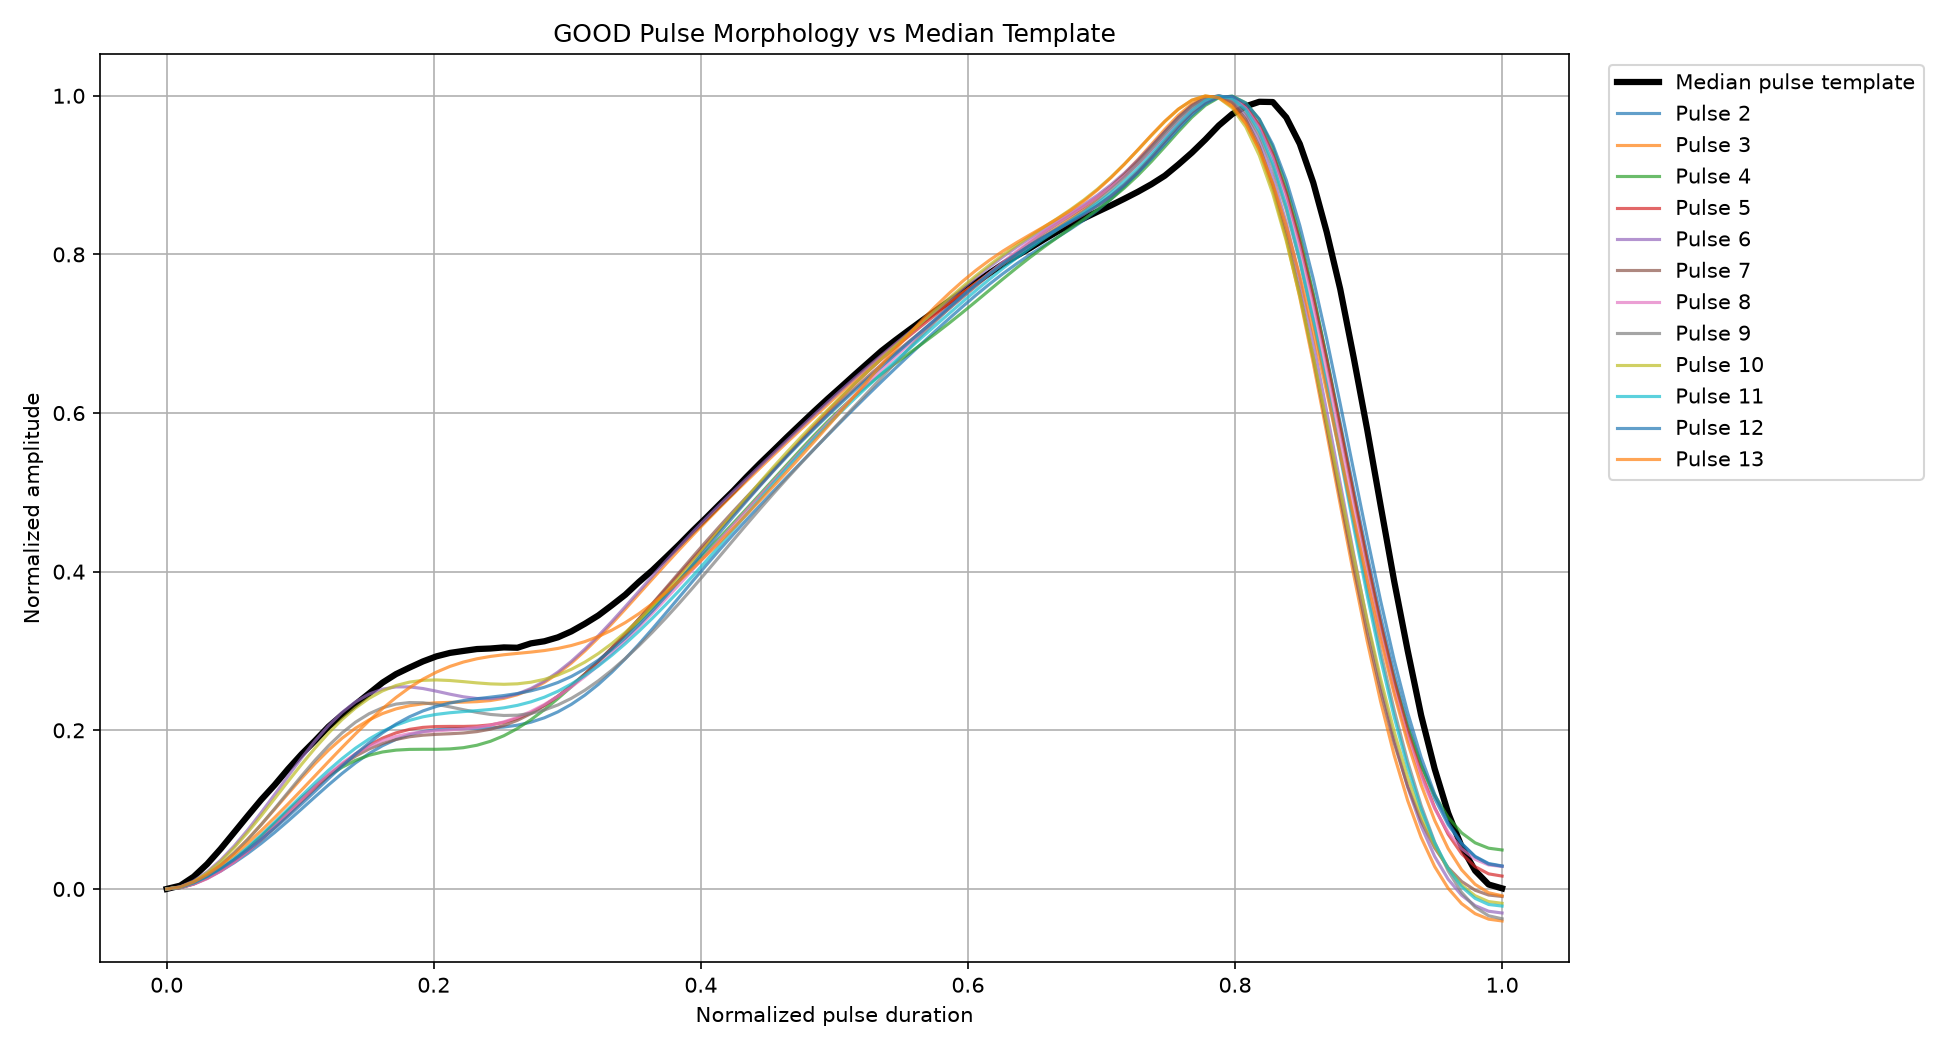 GOOD Pulse Morphology vs Median Template
Normalized amplitude
1.0
0.8
0.6
0.4
0.2
0.0
0.0 0.2 0.4 0.6 0.8 1.0
Normalized pulse duration
Median pulse template
Pulse 2
Pulse 3
Pulse 4
Pulse 5
Pulse 6
Pulse 7
Pulse 8
Pulse 9
Pulse 10
Pulse 11
Pulse 12
Pulse 13